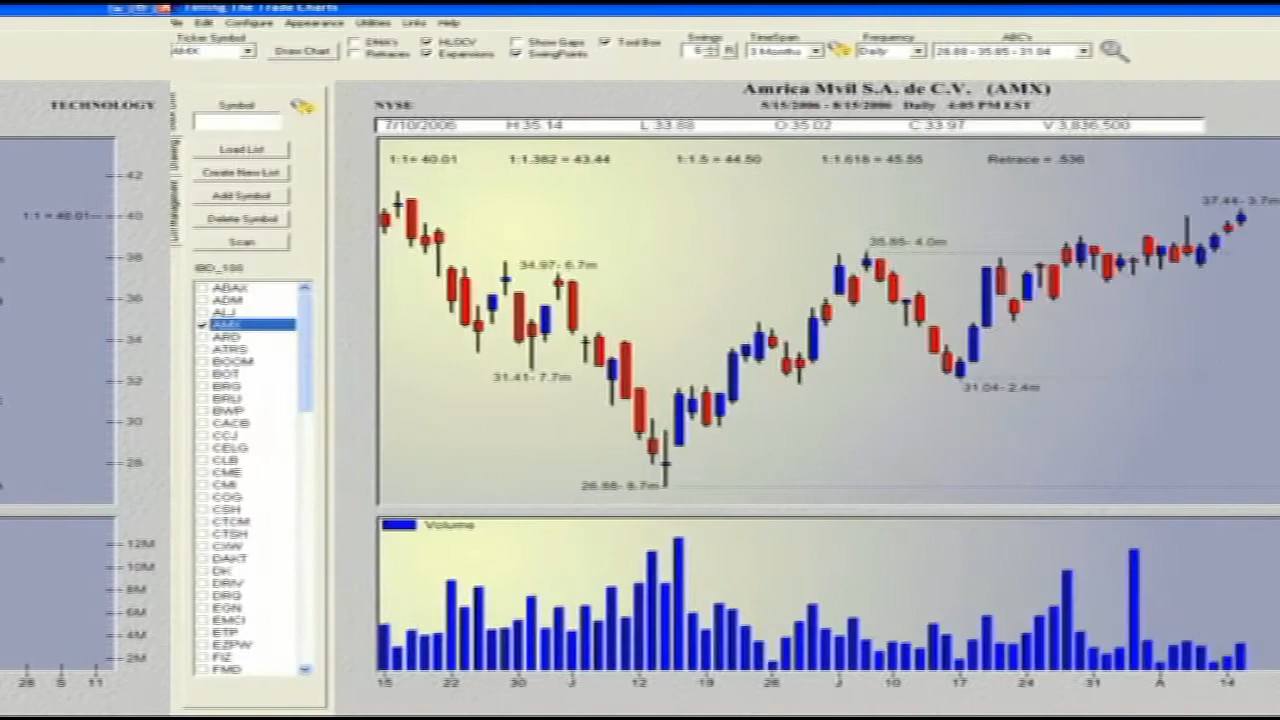 Timing The Trade Charts
Edit Configure Appearance Utilities Links Help
Ticker Symbol
AMX
Draw Chart
DNA's
Retraces
HLOCV
Expansions
Show Gaps
SwingPoints
Tool Box
Swings
TimeSpan
3 Months
Frequency
Daily
ABC's
26.88 - 35.85 - 31.04
TECHNOLOGY
42
1:1 = 40.01
40
38
36
34
32
30
28
12M
10M
8M
6M
4M
2M
28 S 11
Symbol
Load List
Create New List
Add Symbol
Delete Symbol
Scan
IBD_100
ABAX
ADM
ALJ
AMX
ARD
ATRS
BOOM
BOT
BRG
BRLI
BWP
CACB
CCJ
CELG
CLB
CME
CMI
COG
CSH
CTCM
CTSH
CXW
DAKT
DK
DRIV
DRQ
EGN
EMCI
ETP
EZPW
FIZ
FMD
Amrica Mvil S.A. de C.V. (AMX)
NYSE
5/15/2006 - 8/15/2006 Daily 4:05 PM EST
7/10/2006 H 35.14 L 33.88 O 35.02 C 33.97 V 3,836,500
1:1= 40.01 1:1.382 = 43.44 1:1.5 = 44.50 1:1.618 = 45.55 Retrace = .536
37.44- 3.7m
35.85- 4.0m
34.97- 6.7m
31.41- 7.7m
31.04- 2.4m
26.88- 8.7m
Volume
15 22 30 J 12 19 26 J 10 17 24 31 A 14